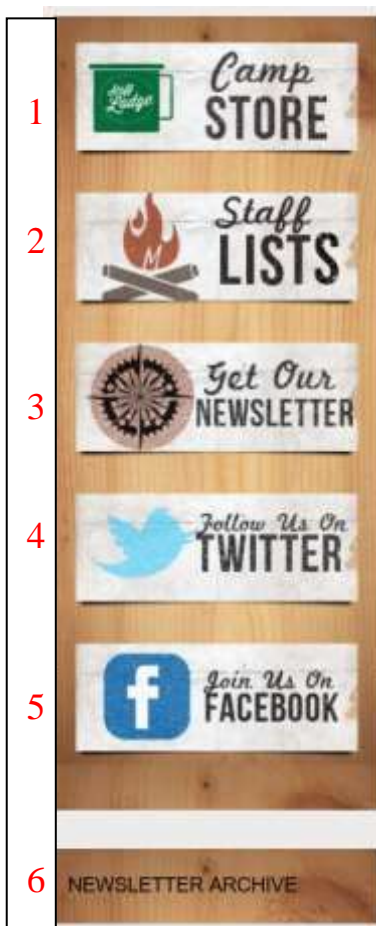 1
Camp
STORE
2
Staff
LISTS
M
3
Get Our
NEWSLETTER
4
Follow Us On
TWITTER
5
Join Us On
FACEBOOK
6 NEWSLETTER ARCHIVE